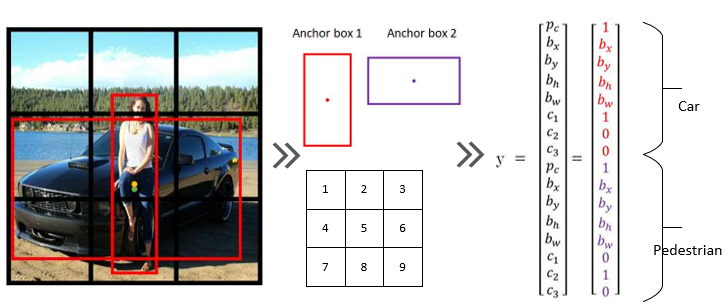 Anchor box 1 Anchor box 2
1 2 3
4 5 6
7 8 9
y = =
p_c 1
b_x b_x
b_y b_y
b_h b_h
b_w b_w
c_1 1
c_2 0
c_3 0
p_c 1
b_x b_x
b_y b_y
b_h b_h
b_w b_w
c_1 0
c_2 1
c_3 0
Car
Pedestrian